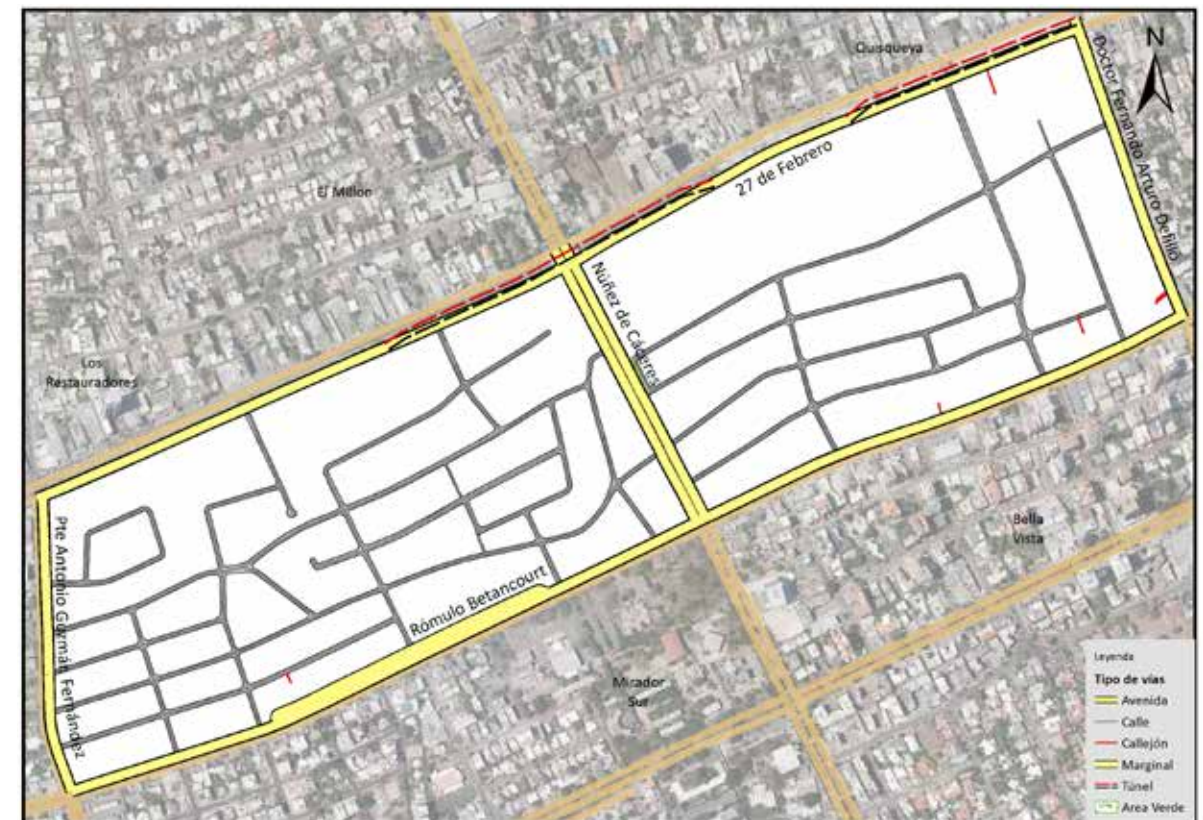 N
Quisqueya
Doctor Fernando Arturo Defilló
El Millon
27 de Febrero
Núñez de Cáceres
Los
Restauradores
Pte Antonio Guzmán Fernández
Rómulo Betancourt
Bella
Vista
Mirador
Sur
Leyenda
Tipo de vías
Avenida
Calle
Callejón
Marginal
Túnel
Area Verde